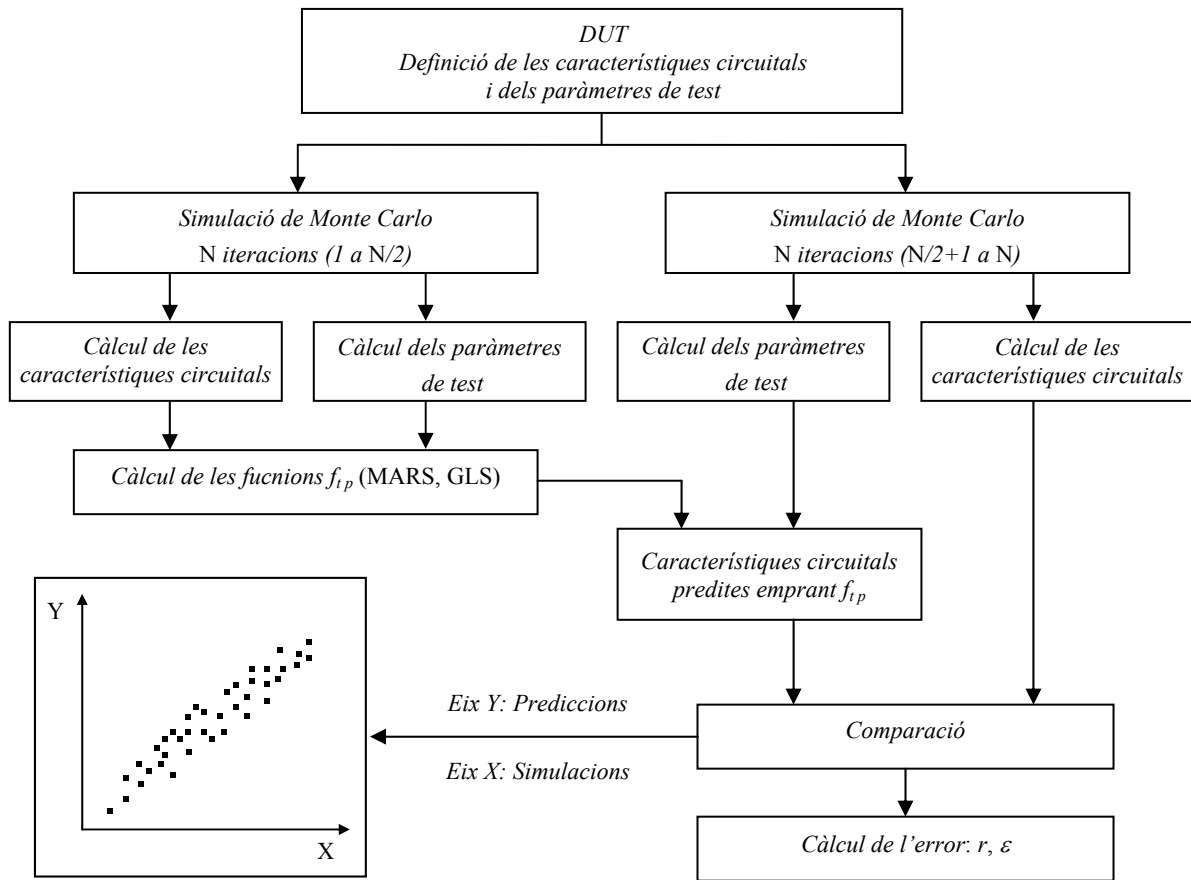 DUT
Definició de les característiques circuitals
i dels paràmetres de test
Simulació de Monte Carlo
N iteracions (1 a N/2)
Simulació de Monte Carlo
N iteracions (N/2+1 a N)
Càlcul de les
característiques circuitals
Càlcul dels paràmetres
de test
Càlcul dels paràmetres
de test
Càlcul de les
característiques circuitals
Càlcul de les fucnions f_{t p} (MARS, GLS)
Característiques circuitals
predites emprant f_{t p}
Y
X
Eix Y: Prediccions
Eix X: Simulacions
Comparació
Càlcul de l’error: r, ε